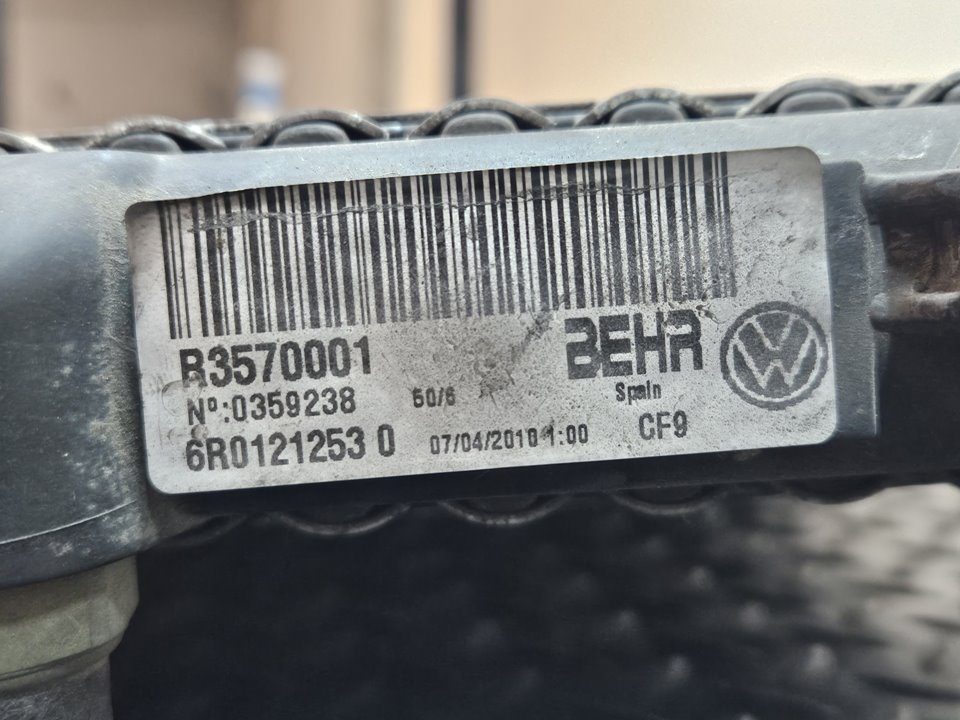 R3570001
BEHR
Nº:0359238
50/6
Spain
6R0121253 0
07/04/2010 1:00
CF9